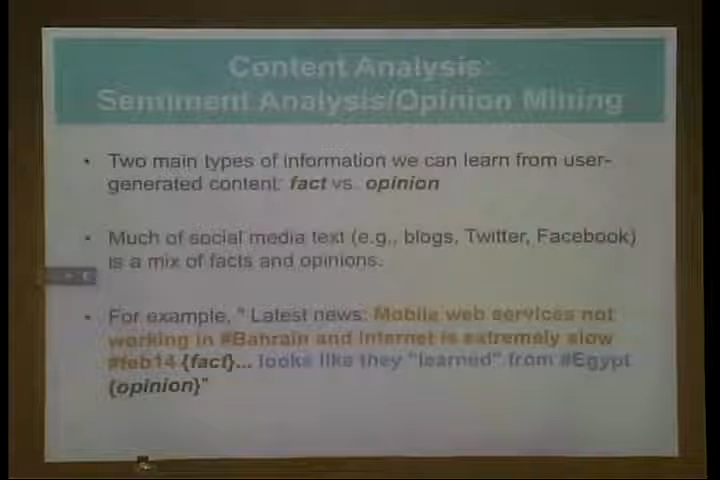 Content Analysis:
Sentiment Analysis/Opinion Mining
• Two main types of information we can learn from user-
generated content: fact vs. opinion
• Much of social media text (e.g., blogs, Twitter, Facebook)
is a mix of facts and opinions.
• For example, " Latest news: Mobile web services not
working in #Bahrain and Internet is extremely slow
#feb14 {fact}... looks like they "learned" from #Egypt
{opinion}"